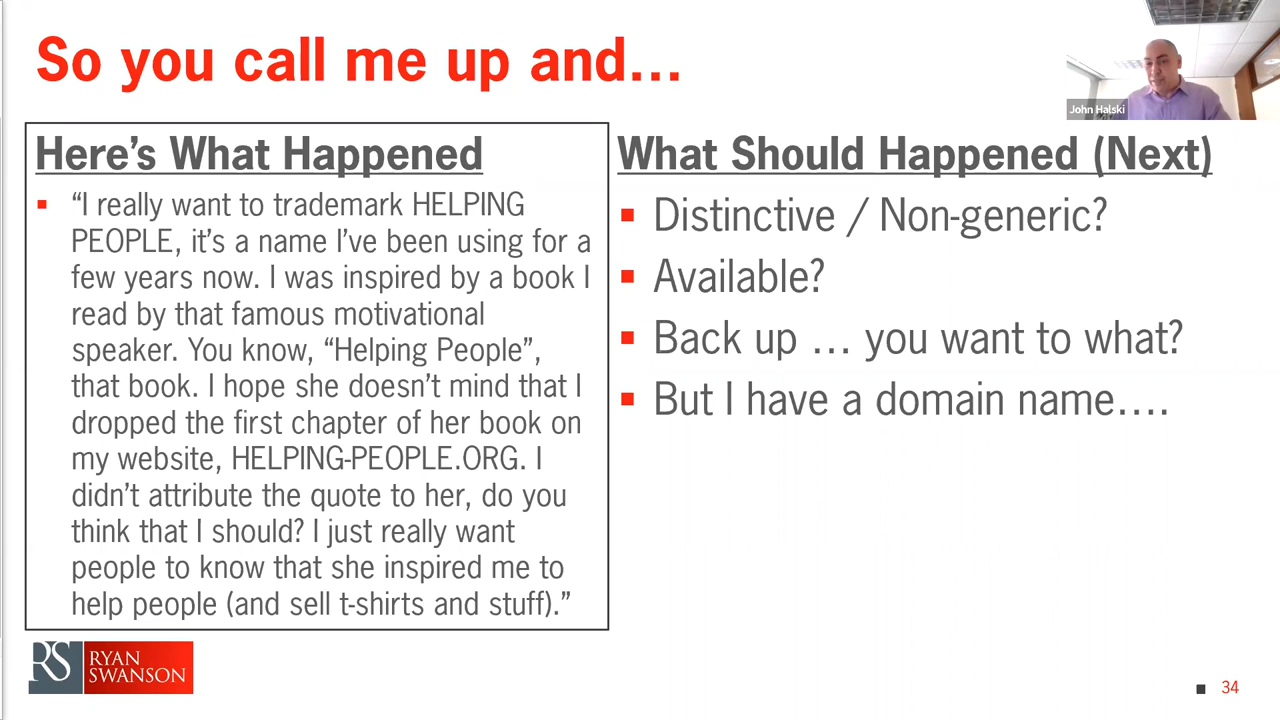 So you call me up and…
John Halski
Here's What Happened
"I really want to trademark HELPING
PEOPLE, it's a name I've been using for a
few years now. I was inspired by a book I
read by that famous motivational
speaker. You know, "Helping People",
that book. I hope she doesn't mind that I
dropped the first chapter of her book on
my website, HELPING-PEOPLE.ORG. I
didn't attribute the quote to her, do you
think that I should? I just really want
people to know that she inspired me to
help people (and sell t-shirts and stuff)."
What Should Happened (Next)
Distinctive / Non-generic?
Available?
Back up … you want to what?
But I have a domain name….
RS
RYAN
SWANSON
34